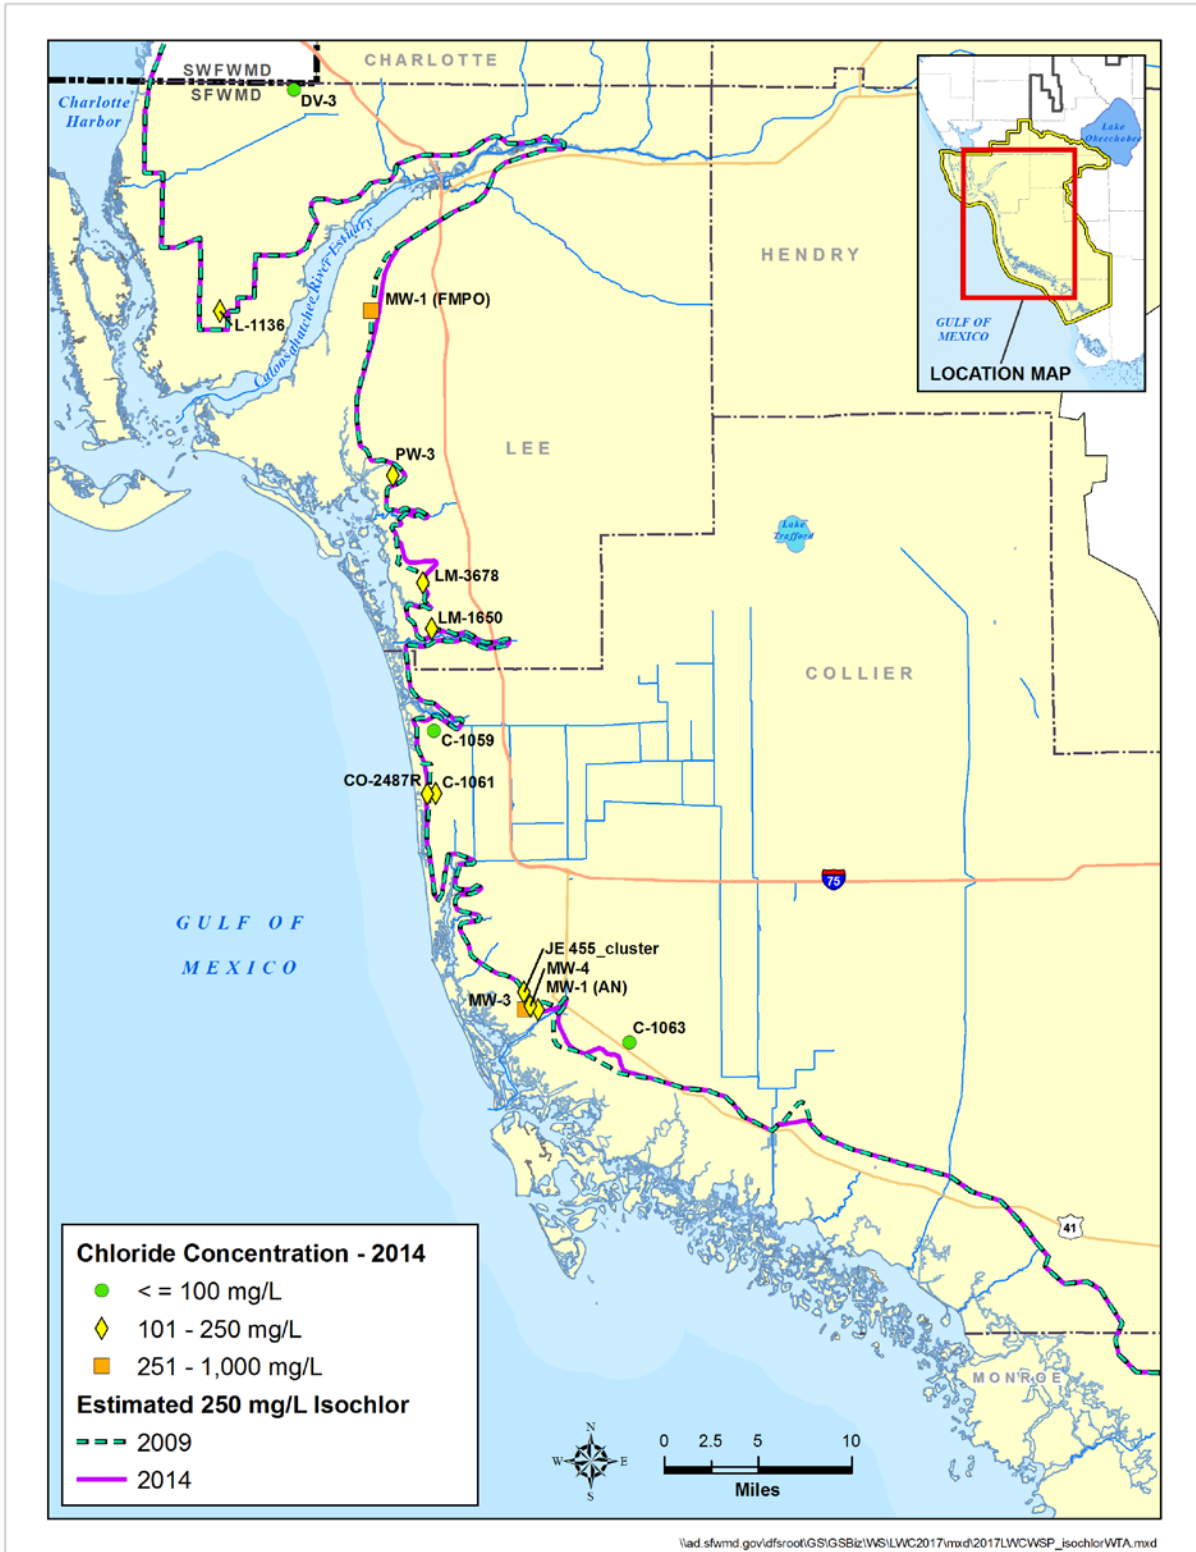 SWFWMD
SFWMD
CHARLOTTE
Charlotte
Harbor
DV-3
Lake
Okeechobee
HENDRY
Caloosahatchee River Estuary
MW-1 (FMPO)
L-1136
GULF OF
MEXICO
LOCATION MAP
LEE
PW-3
Lake
Trafford
LM-3678
LM-1650
COLLIER
C-1059
CO-2487R
C-1061
75
GULF OF
MEXICO
JE 455_cluster
MW-4
MW-1 (AN)
MW-3
C-1063
41
MONROE
Chloride Concentration - 2014
< = 100 mg/L
101 - 250 mg/L
251 - 1,000 mg/L
Estimated 250 mg/L Isochlor
2009
2014
N
W E
S
0 2.5 5 10
Miles
\\ad.sfwmd.gov\dfsroot\GS\GSBiz\WS\LWC2017\mxd\2017LWCWSP_isochlorWTA.mxd